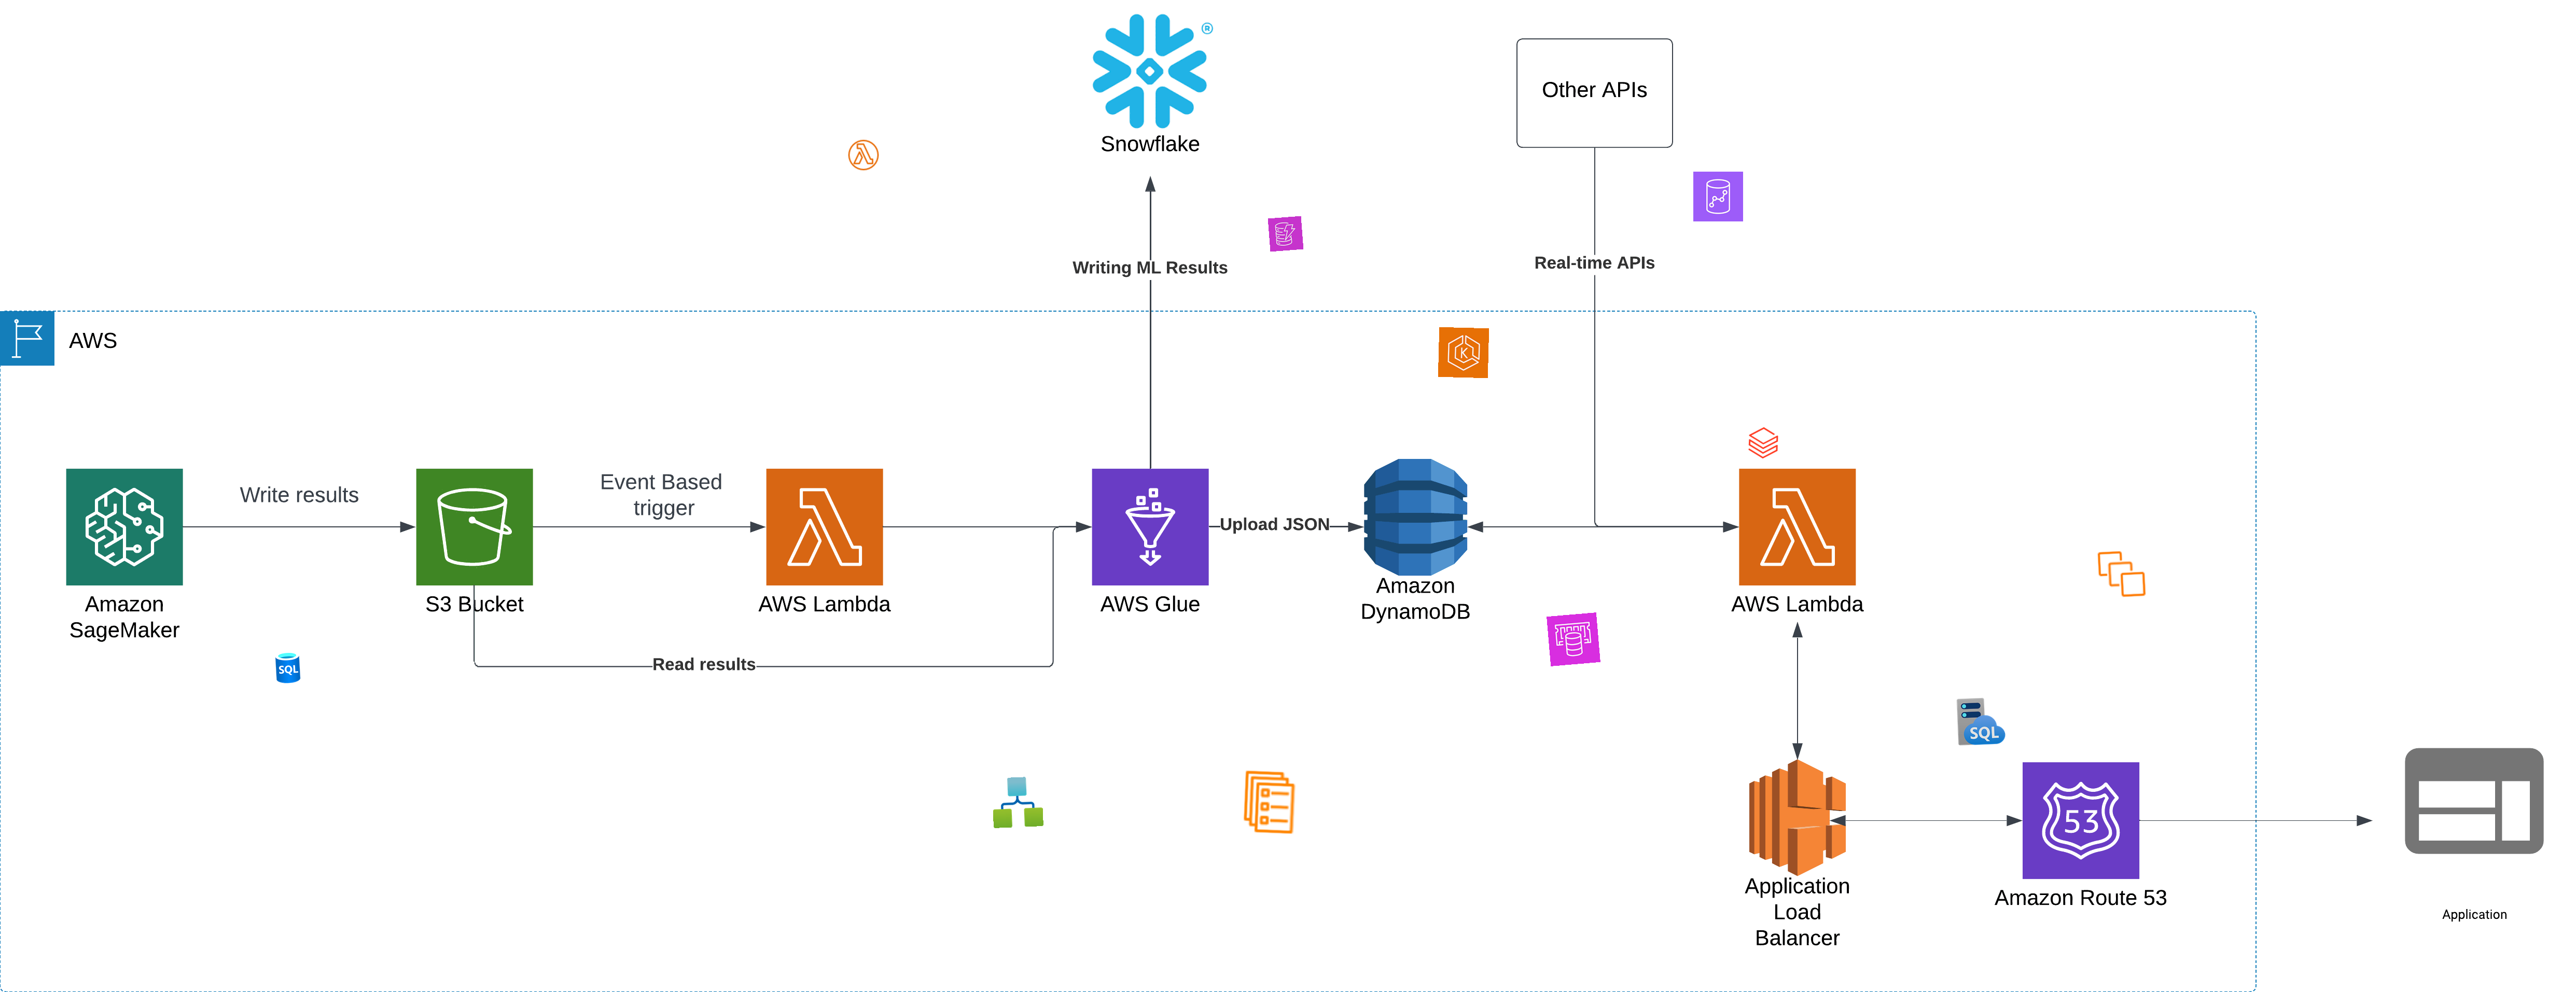 ®
Snowflake
Other APIs
Writing ML Results
Real-time APIs
AWS
K
Write results
Event Based
trigger
Upload JSON
Amazon
SageMaker
S3 Bucket
AWS Lambda
AWS Glue
Amazon
DynamoDB
AWS Lambda
SQL
Read results
SQL
53
Application
Load
Balancer
Amazon Route 53
Application